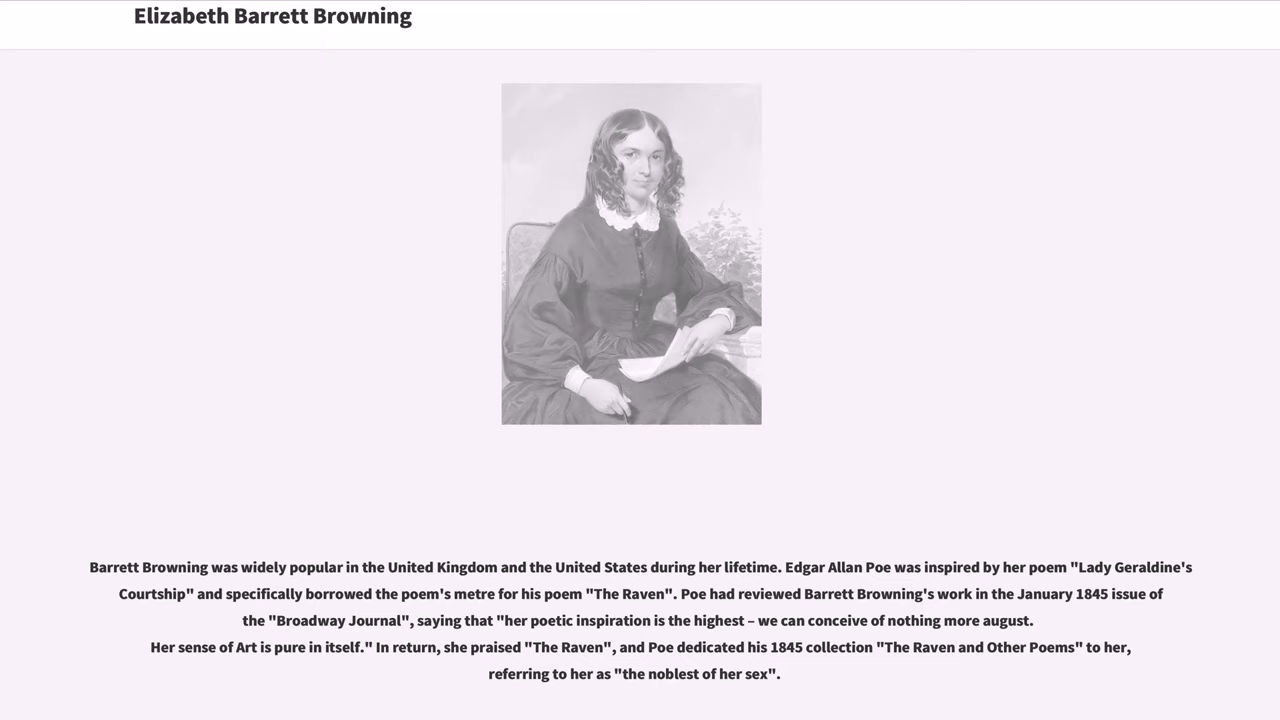 Elizabeth Barrett Browning
Barrett Browning was widely popular in the United Kingdom and the United States during her lifetime. Edgar Allan Poe was inspired by her poem "Lady Geraldine's
Courtship" and specifically borrowed the poem's metre for his poem "The Raven". Poe had reviewed Barrett Browning's work in the January 1845 issue of
the "Broadway Journal", saying that "her poetic inspiration is the highest – we can conceive of nothing more august.
Her sense of Art is pure in itself." In return, she praised "The Raven", and Poe dedicated his 1845 collection "The Raven and Other Poems" to her,
referring to her as "the noblest of her sex".